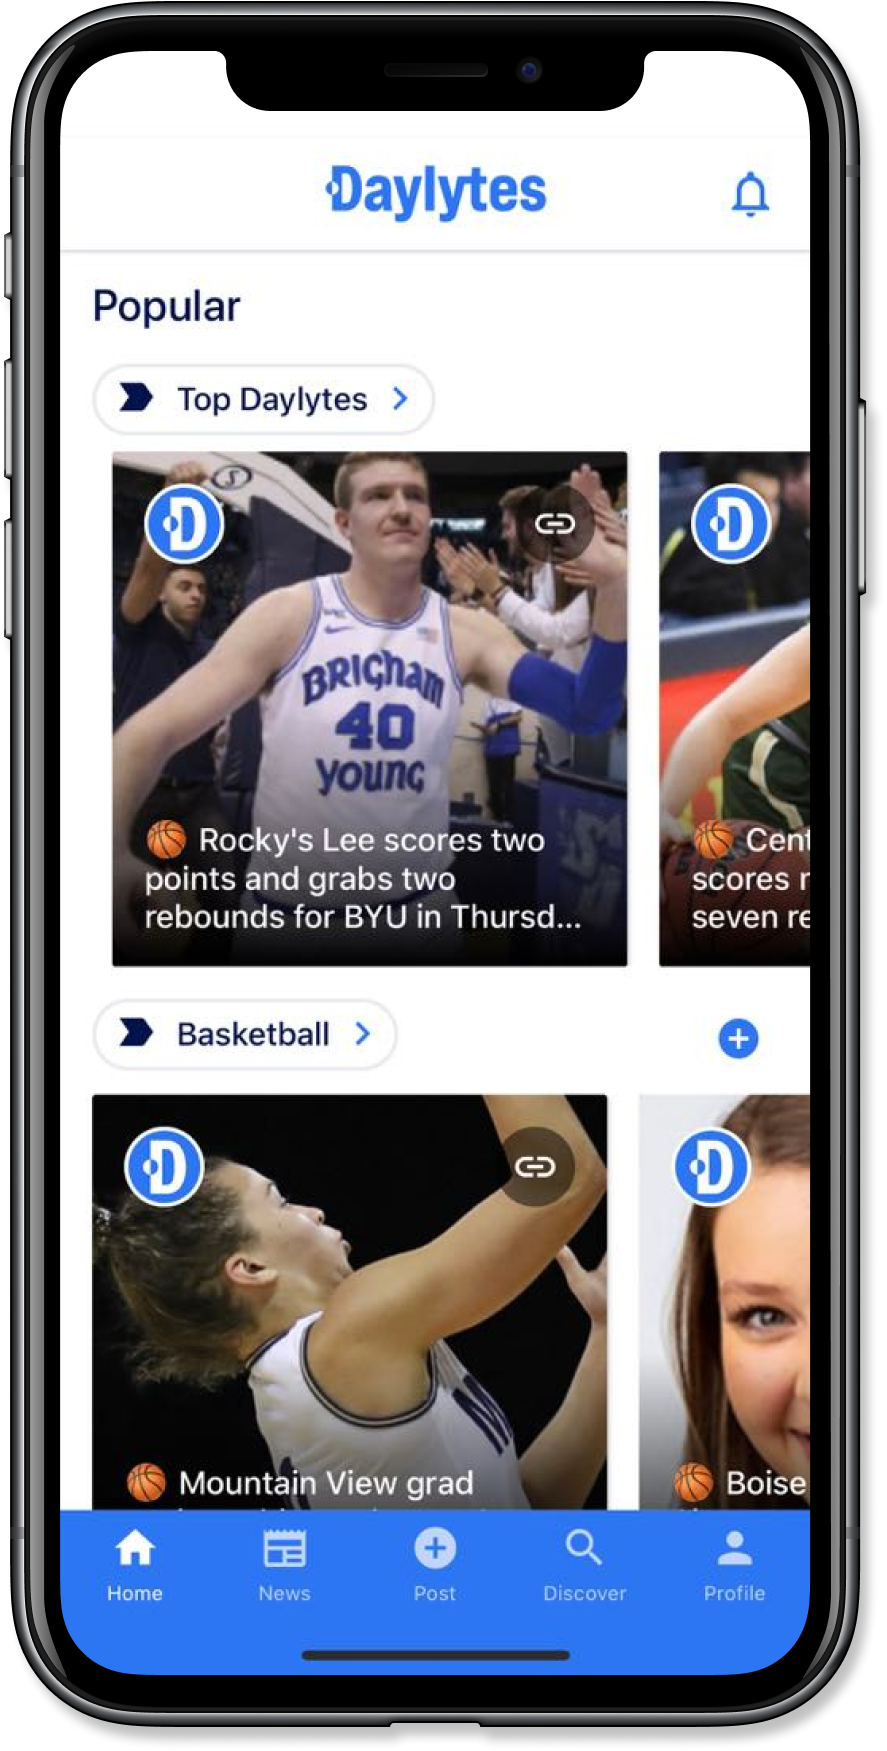 Daylytes
Popular
Top Daylytes
D
D
BRIGHAM
40
YOUNG
🏀 Rocky's Lee scores two
points and grabs two
rebounds for BYU in Thursd...
🏀 Cent
scores r
seven re
Basketball
D
D
M
🏀 Mountain View grad
🏀 Boise
Home
News
Post
Discover
Profile